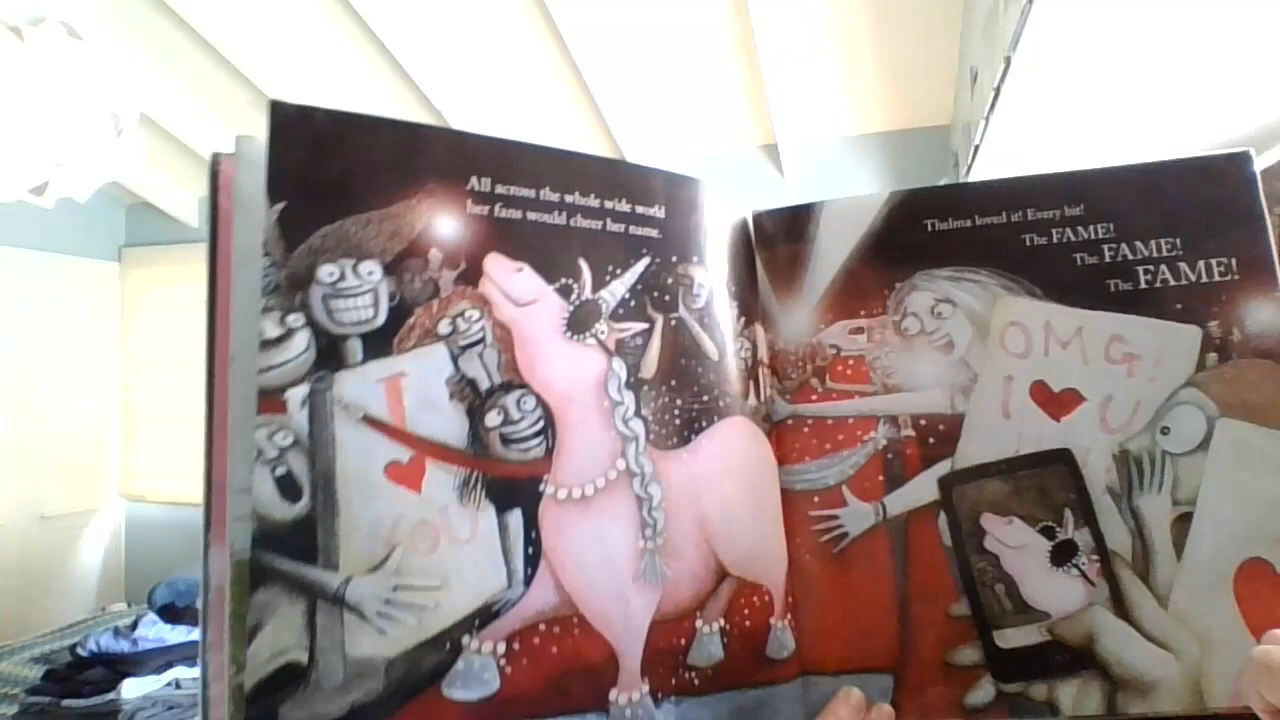 All across the whole wide world
her fans would cheer her name.
I
YOU
Thelma loved it! Every bit!
The FAME!
The FAME!
The FAME!
OMG!
I U